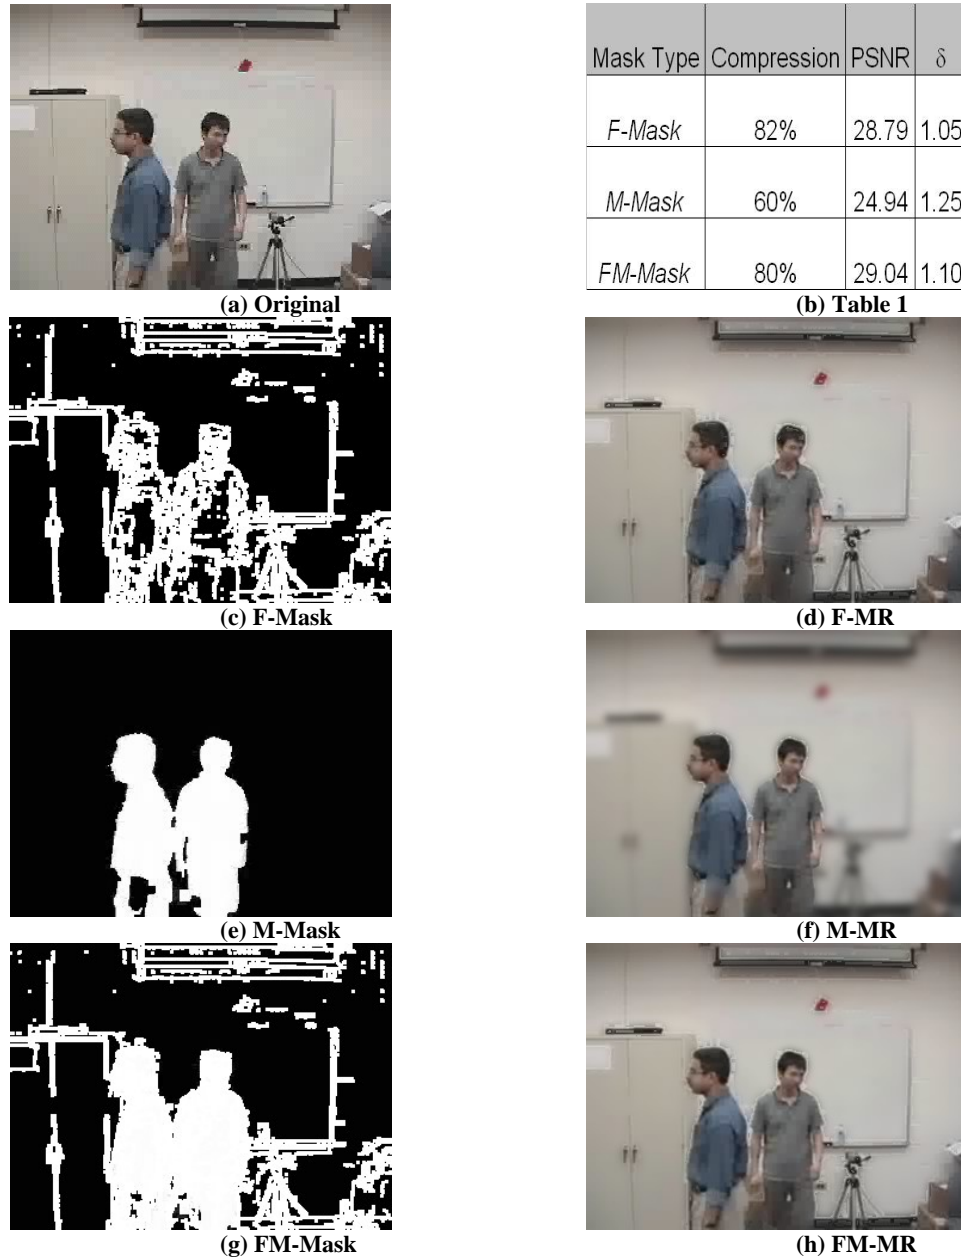 (a) Original
Mask Type Compression PSNR δ
F-Mask 82% 28.79 1.05
M-Mask 60% 24.94 1.25
FM-Mask 80% 29.04 1.10
(b) Table 1
(c) F-Mask
(d) F-MR
(e) M-Mask
(f) M-MR
(g) FM-Mask
(h) FM-MR